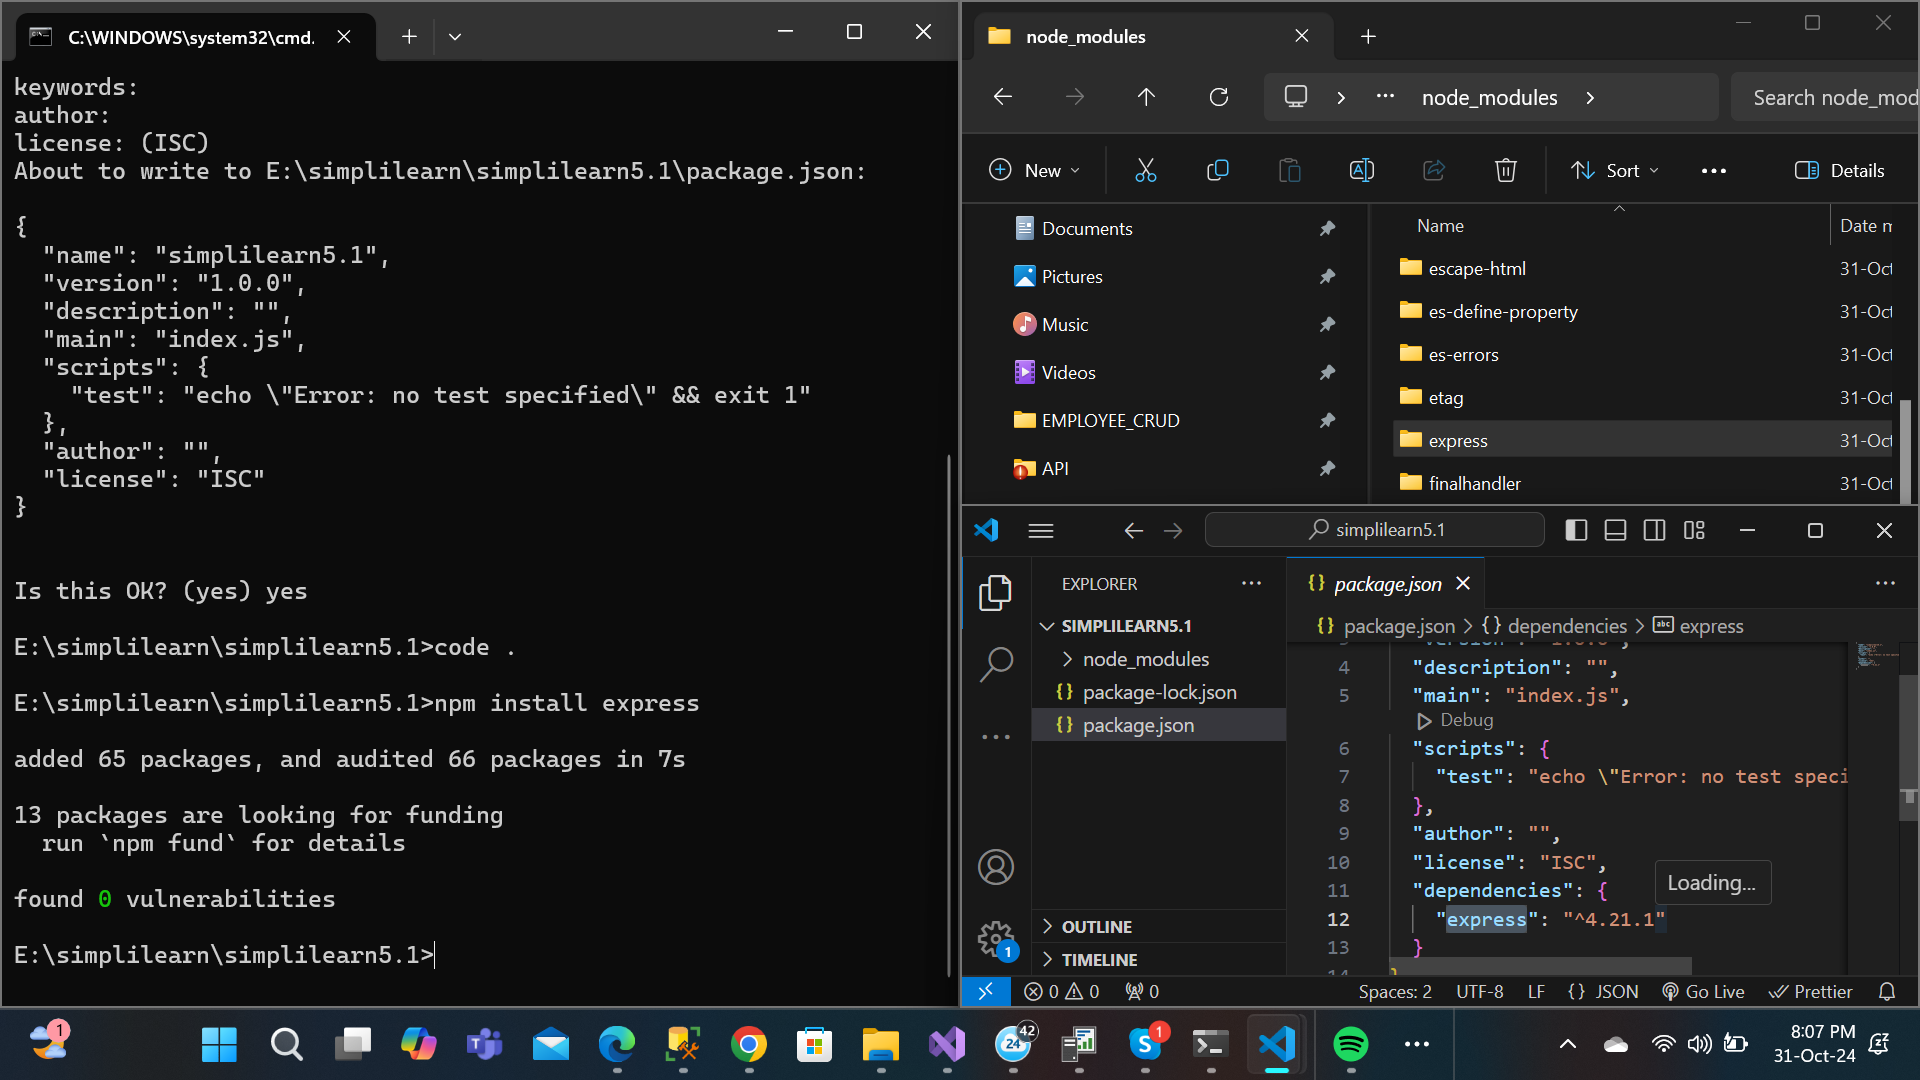 C:\WINDOWS\system32\cmd.
keywords:
author:
license: (ISC)
About to write to E:\simplilearn\simplilearn5.1\package.json:
{
"name": "simplilearn5.1",
"version": "1.0.0",
"description": "",
"main": "index.js",
"scripts": {
"test": "echo \"Error: no test specified\" && exit 1"
},
"author": "",
"license": "ISC"
}
Is this OK? (yes) yes
E:\simplilearn\simplilearn5.1>code .
E:\simplilearn\simplilearn5.1>npm install express
added 65 packages, and audited 66 packages in 7s
13 packages are looking for funding
run `npm fund` for details
found 0 vulnerabilities
E:\simplilearn\simplilearn5.1>
node_modules
node_modules
Search node_mod
New
Sort
Details
Documents
Pictures
Music
Videos
EMPLOYEE_CRUD
API
Name Date m
escape-html 31-Oct
es-define-property 31-Oct
es-errors 31-Oct
etag 31-Oct
express 31-Oct
finalhandler 31-Oct
simplilearn5.1
EXPLORER
SIMPLILEARN5.1
node_modules
{} package-lock.json
{} package.json
OUTLINE
TIMELINE
1
{} package.json
{} package.json > {} dependencies > abc express
4 "description": "",
5 "main": "index.js",
Debug
6 "scripts": {
7 "test": "echo \"Error: no test speci
8 },
9 "author": "",
10 "license": "ISC",
11 "dependencies": {
Loading...
12 "express": "^4.21.1"
13 }
0 0 0
Spaces: 2 UTF-8 LF {} JSON Go Live Prettier
1
42
24
1
8:07 PM
31-Oct-24